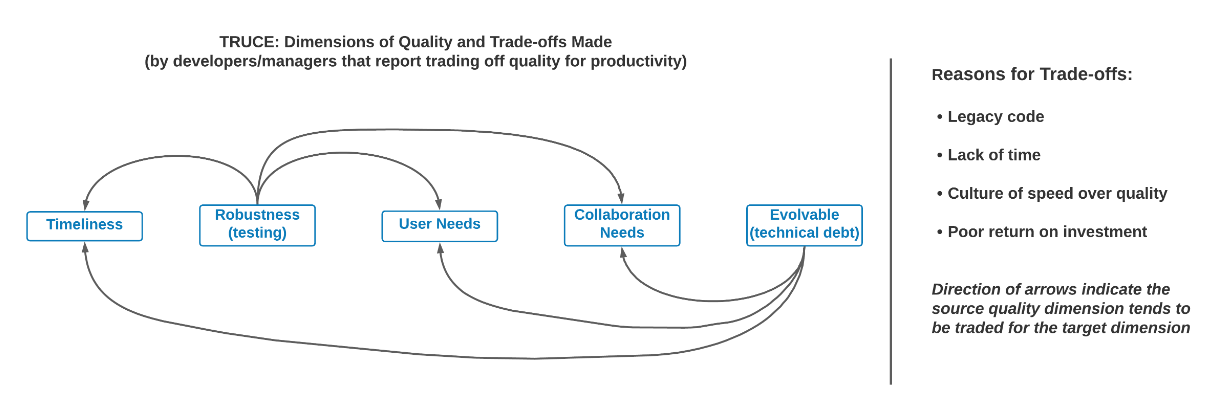 TRUCE: Dimensions of Quality and Trade-offs Made
(by developers/managers that report trading off quality for productivity)
Timeliness
Robustness
(testing)
User Needs
Collaboration
Needs
Evolvable
(technical debt)
Reasons for Trade-offs:
• Legacy code
• Lack of time
• Culture of speed over quality
• Poor return on investment
Direction of arrows indicate the
source quality dimension tends to
be traded for the target dimension